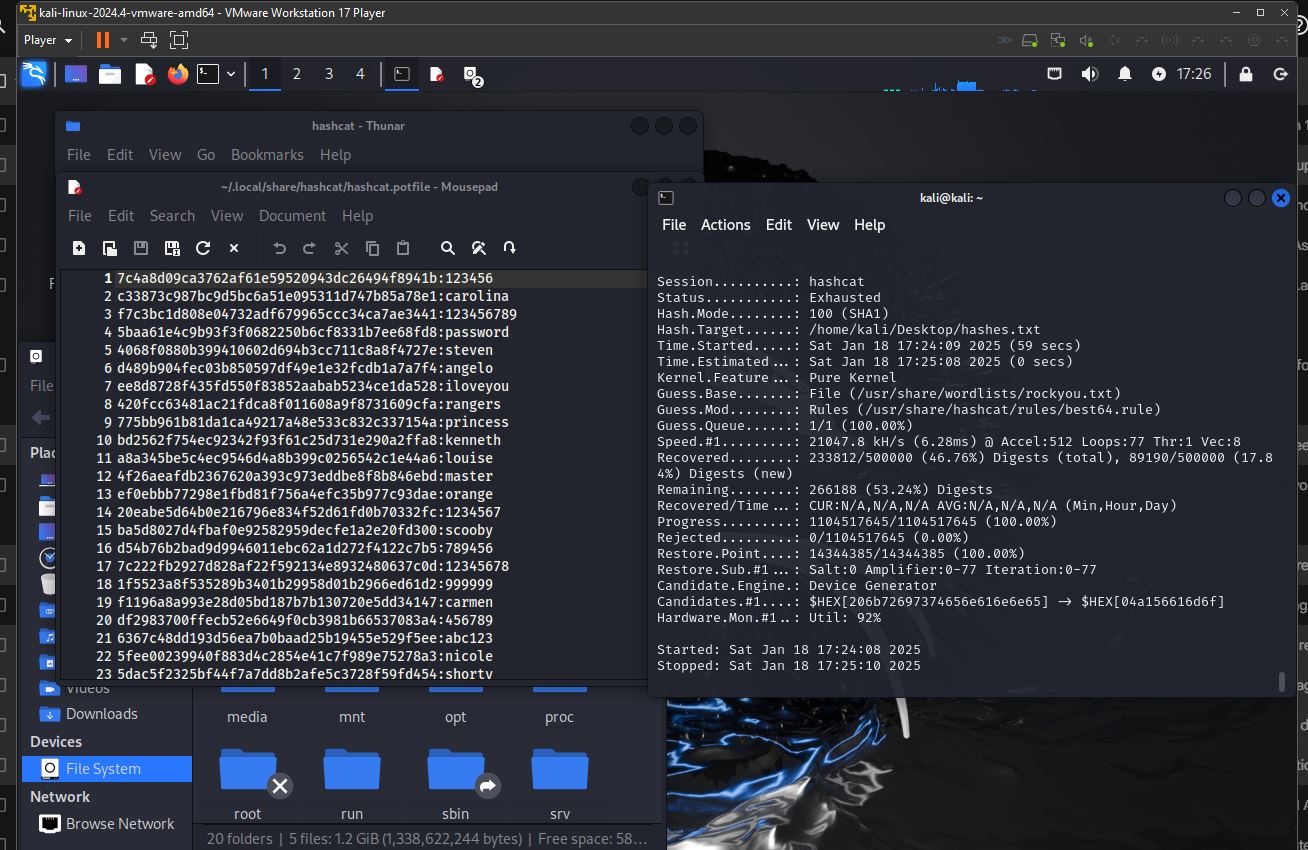 kali-linux-2024.4-vmware-amd64 - VMware Workstation 17 Player
Player
1 2 3 4
2
17:26
hashcat - Thunar
File Edit View Go Bookmarks Help
~/.local/share/hashcat/hashcat.potfile - Mousepad
File Edit Search View Document Help
1 7c4a8d09ca3762af61e59520943dc26494f8941b:123456
2 c33873c987bc9d5bc6a51e095311d747b85a78e1:carolina
3 f7c3bc1d808e04732adf679965ccc34ca7ae3441:123456789
4 5baa61e4c9b93f3f0682250b6cf8331b7ee68fd8:password
5 4068f0880b399410602d694b3cc711c8a8f4727e:steven
6 d489b904fec03b850597df49e1e32fcdb1a7a7f4:angelo
7 ee8d8728f435fd550f83852aabab5234ce1da528:iloveyou
8 420fcc63481ac21fdca8f011608a9f8731609cfa:rangers
9 775bb961b81da1ca49217a48e533c832c337154a:princess
10 bd2562f754ec92342f93f61c25d731e290a2ffa8:kenneth
11 a8a345be5c4ec9546d4a8b399c0256542c1e44a6:louise
12 4f26aeafdb2367620a393c973eddbe8f8b846ebd:master
13 ef0ebbb77298e1fbd81f756a4efc35b977c93dae:orange
14 20eabe5d64b0e216796e834f52d61fd0b70332fc:1234567
15 ba5d8027d4fbaf0e92582959decfe1a2e20fd300:scooby
16 d54b76b2bad9d9946011ebc62a1d272f4122c7b5:789456
17 7c222fb2927d828af22f592134e8932480637c0d:12345678
18 1f5523a8f535289b3401b29958d01b2966ed61d2:999999
19 f1196a8a993e28d05bd187b7b130720e5dd34147:carmen
20 df2983700ffecb52e6649f0cb3981b66537083a4:456789
21 6367c48dd193d56ea7b0baad25b19455e529f5ee:abc123
22 5fee00239940f883d4c2854e41c7f989e75278a3:nicole
23 5dac5f2325bf44f7a7dd8b2afe5c3728f59fd454:shorty
kali@kali: ~
File Actions Edit View Help
Session..........: hashcat
Status...........: Exhausted
Hash.Mode........: 100 (SHA1)
Hash.Target......: /home/kali/Desktop/hashes.txt
Time.Started.....: Sat Jan 18 17:24:09 2025 (59 secs)
Time.Estimated...: Sat Jan 18 17:25:08 2025 (0 secs)
Kernel.Feature...: Pure Kernel
Guess.Base.......: File (/usr/share/wordlists/rockyou.txt)
Guess.Mod........: Rules (/usr/share/hashcat/rules/best64.rule)
Guess.Queue......: 1/1 (100.00%)
Speed.#1.........: 21047.8 kH/s (6.28ms) @ Accel:512 Loops:77 Thr:1 Vec:8
Recovered........: 233812/500000 (46.76%) Digests (total), 89190/500000 (17.8
4%) Digests (new)
Remaining........: 266188 (53.24%) Digests
Recovered/Time...: CUR:N/A,N/A,N/A AVG:N/A,N/A,N/A (Min,Hour,Day)
Progress.........: 1104517645/1104517645 (100.00%)
Rejected.........: 0/1104517645 (0.00%)
Restore.Point....: 14344385/14344385 (100.00%)
Restore.Sub.#1...: Salt:0 Amplifier:0-77 Iteration:0-77
Candidate.Engine.: Device Generator
Candidates.#1....: $HEX[206b72697374656e616e6e65] -> $HEX[04a156616d6f]
Hardware.Mon.#1..: Util: 92%
Started: Sat Jan 18 17:24:08 2025
Stopped: Sat Jan 18 17:25:10 2025
File
Plac
Videos
Downloads
Devices
File System
Network
Browse Network
media mnt opt proc
root run sbin srv
20 folders | 5 files: 1.2 GiB (1,338,622,244 bytes) | Free space: 58…